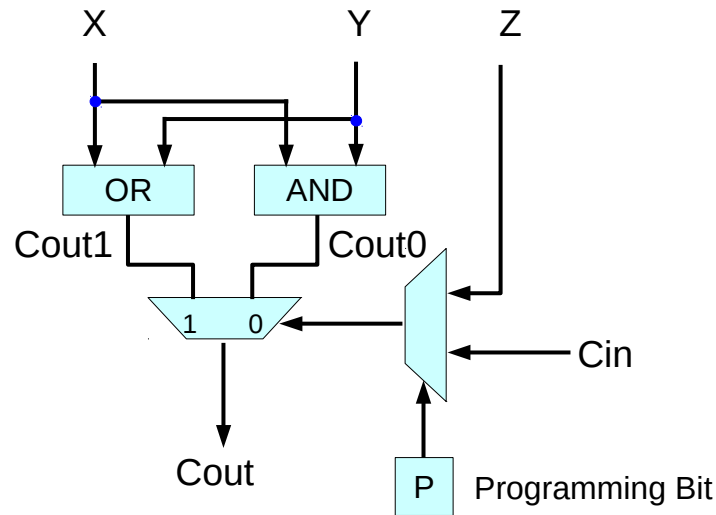 X Y Z
OR AND
Cout1 Cout0
1 0
Cin
Cout
P Programming Bit